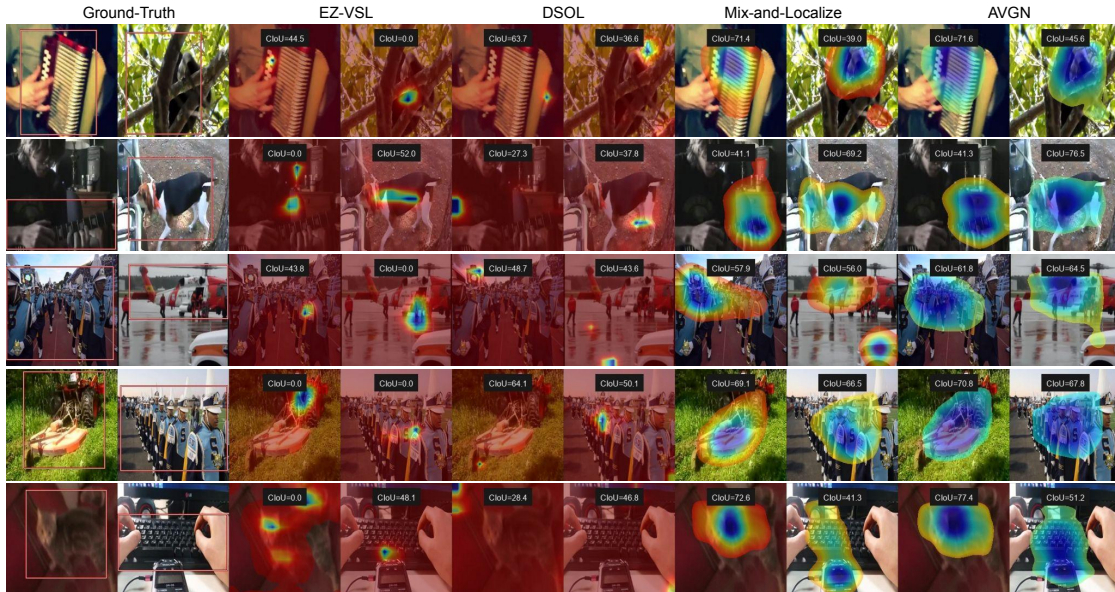 Ground-Truth EZ-VSL DSOL Mix-and-Localize AVGN
CIoU=44.5 CIoU=0.0 CIoU=63.7 CIoU=36.6 CIoU=71.4 CIoU=39.0 CIoU=71.6 CIoU=45.6
CIoU=0.0 CIoU=52.0 CIoU=27.3 CIoU=37.8 CIoU=41.1 CIoU=69.2 CIoU=41.3 CIoU=76.5
CIoU=43.8 CIoU=0.0 CIoU=48.7 CIoU=43.6 CIoU=57.9 CIoU=56.0 CIoU=61.8 CIoU=64.5
CIoU=0.0 CIoU=0.0 CIoU=64.1 CIoU=50.1 CIoU=69.1 CIoU=66.5 CIoU=70.8 CIoU=67.8
CIoU=0.0 CIoU=48.1 CIoU=28.4 CIoU=46.8 CIoU=72.6 CIoU=41.3 CIoU=77.4 CIoU=51.2